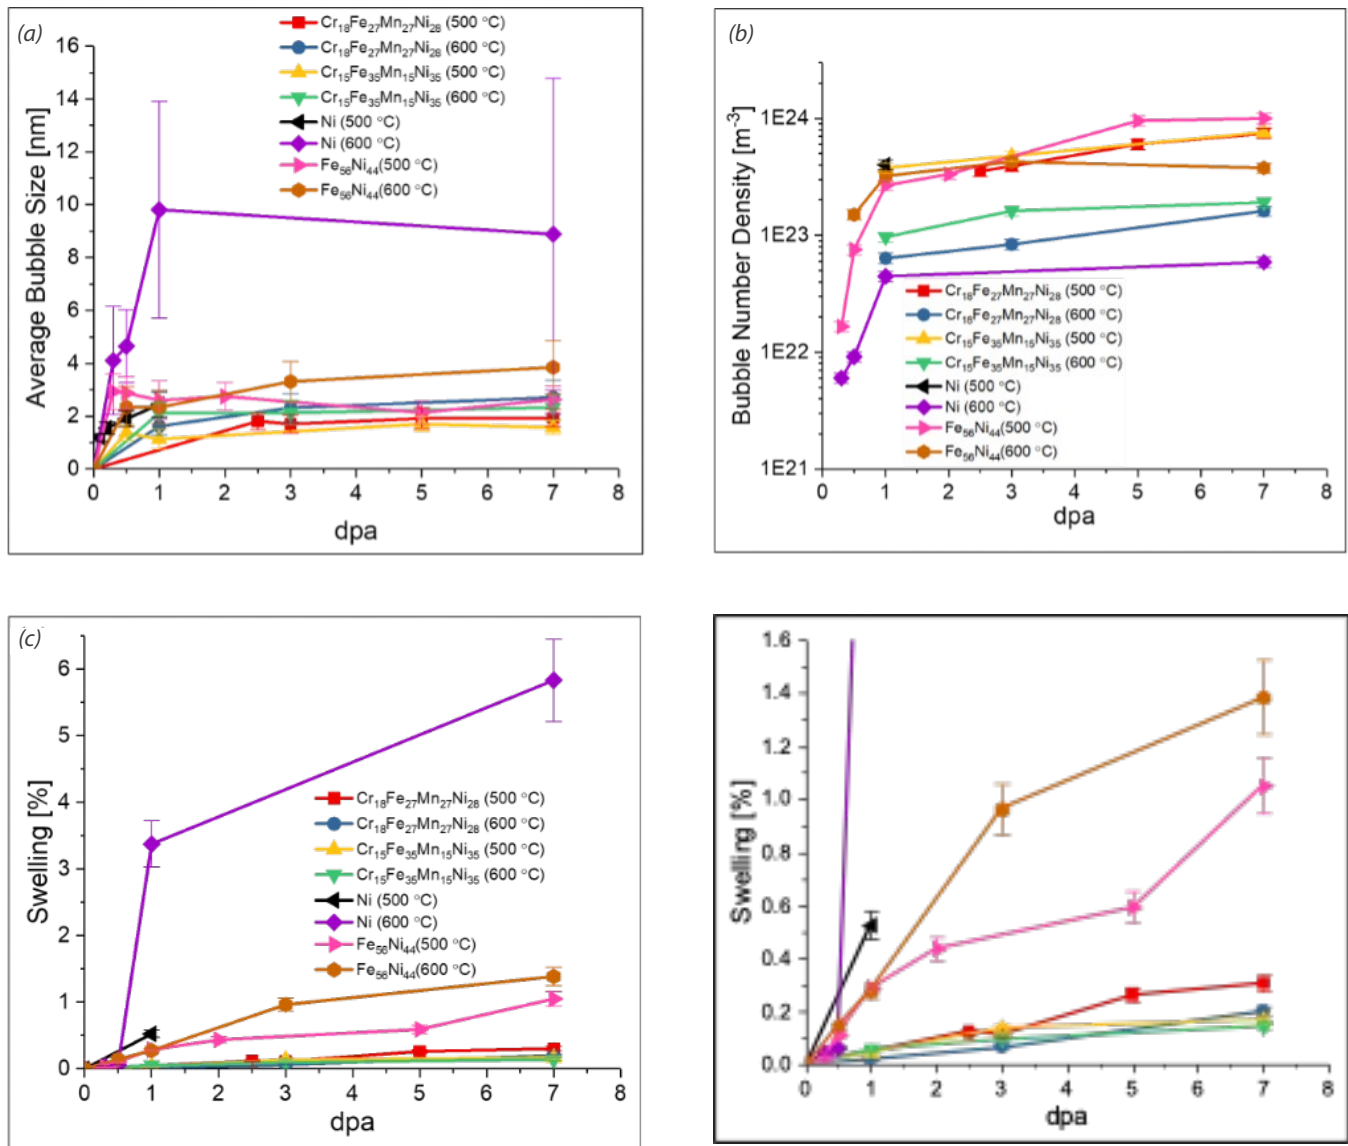 (a)
Cr₁₈Fe₂₇Mn₂₇Ni₂₈ (500 °C)
Cr₁₈Fe₂₇Mn₂₇Ni₂₈ (600 °C)
Cr₁₅Fe₃₅Mn₁₅Ni₃₅ (500 °C)
Cr₁₅Fe₃₅Mn₁₅Ni₃₅ (600 °C)
Ni (500 °C)
Ni (600 °C)
Fe₅₆Ni₄₄(500 °C)
Fe₅₆Ni₄₄(600 °C)
Average Bubble Size [nm]
16
14
12
10
8
6
4
2
0
0 1 2 3 4 5 6 7 8
dpa
(b)
Bubble Number Density [m⁻³]
1E24
1E23
1E22
1E21
Cr₁₈Fe₂₇Mn₂₇Ni₂₈ (500 °C)
Cr₁₈Fe₂₇Mn₂₇Ni₂₈ (600 °C)
Cr₁₅Fe₃₅Mn₁₅Ni₃₅ (500 °C)
Cr₁₅Fe₃₅Mn₁₅Ni₃₅ (600 °C)
Ni (500 °C)
Ni (600 °C)
Fe₅₆Ni₄₄(500 °C)
Fe₅₆Ni₄₄(600 °C)
0 1 2 3 4 5 6 7 8
dpa
(c)
Swelling [%]
6
5
4
3
2
1
0
Cr₁₈Fe₂₇Mn₂₇Ni₂₈ (500 °C)
Cr₁₈Fe₂₇Mn₂₇Ni₂₈ (600 °C)
Cr₁₅Fe₃₅Mn₁₅Ni₃₅ (500 °C)
Cr₁₅Fe₃₅Mn₁₅Ni₃₅ (600 °C)
Ni (500 °C)
Ni (600 °C)
Fe₅₆Ni₄₄(500 °C)
Fe₅₆Ni₄₄(600 °C)
0 1 2 3 4 5 6 7 8
dpa
Swelling [%]
1.6
1.4
1.2
1.0
0.8
0.6
0.4
0.2
0.0
0 1 2 3 4 5 6 7 8
dpa